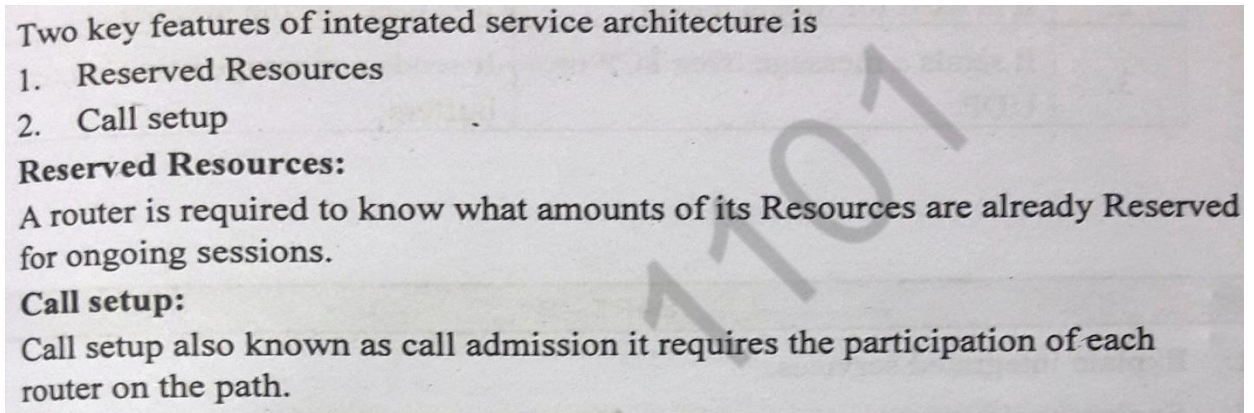 Two key features of integrated service architecture is
1. Reserved Resources
2. Call setup
Reserved Resources:
A router is required to know what amounts of its Resources are already Reserved
for ongoing sessions.
Call setup:
Call setup also known as call admission it requires the participation of each
router on the path.
1101